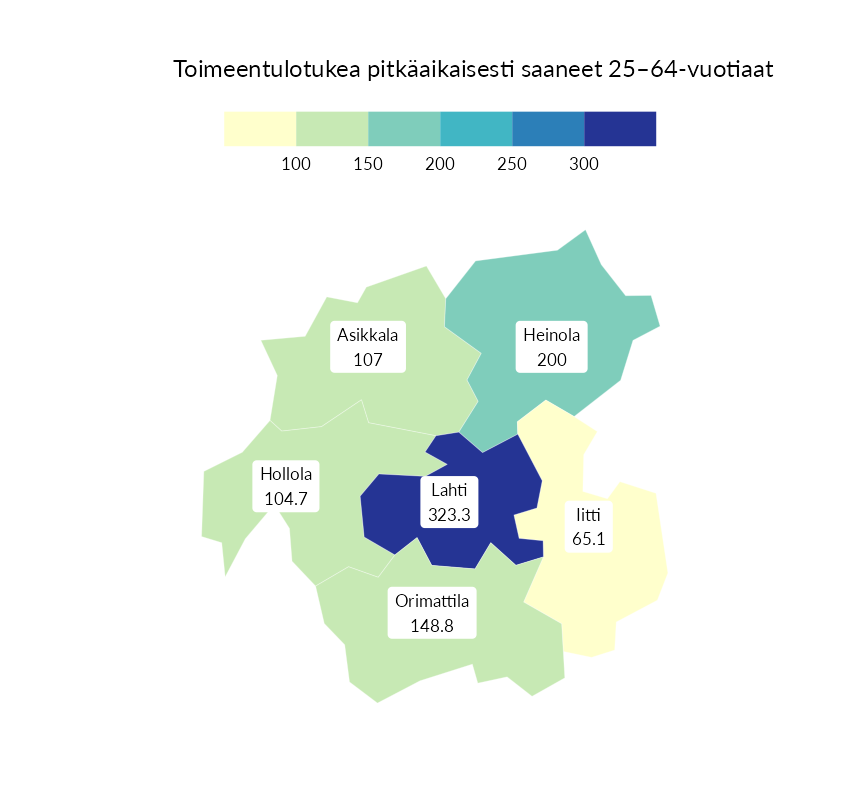 Toimeentulotukea pitkäaikaisesti saaneet 25–64-vuotiaat
100 150 200 250 300
Asikkala
107
Heinola
200
Hollola
104.7
Lahti
323.3
Iitti
65.1
Orimattila
148.8